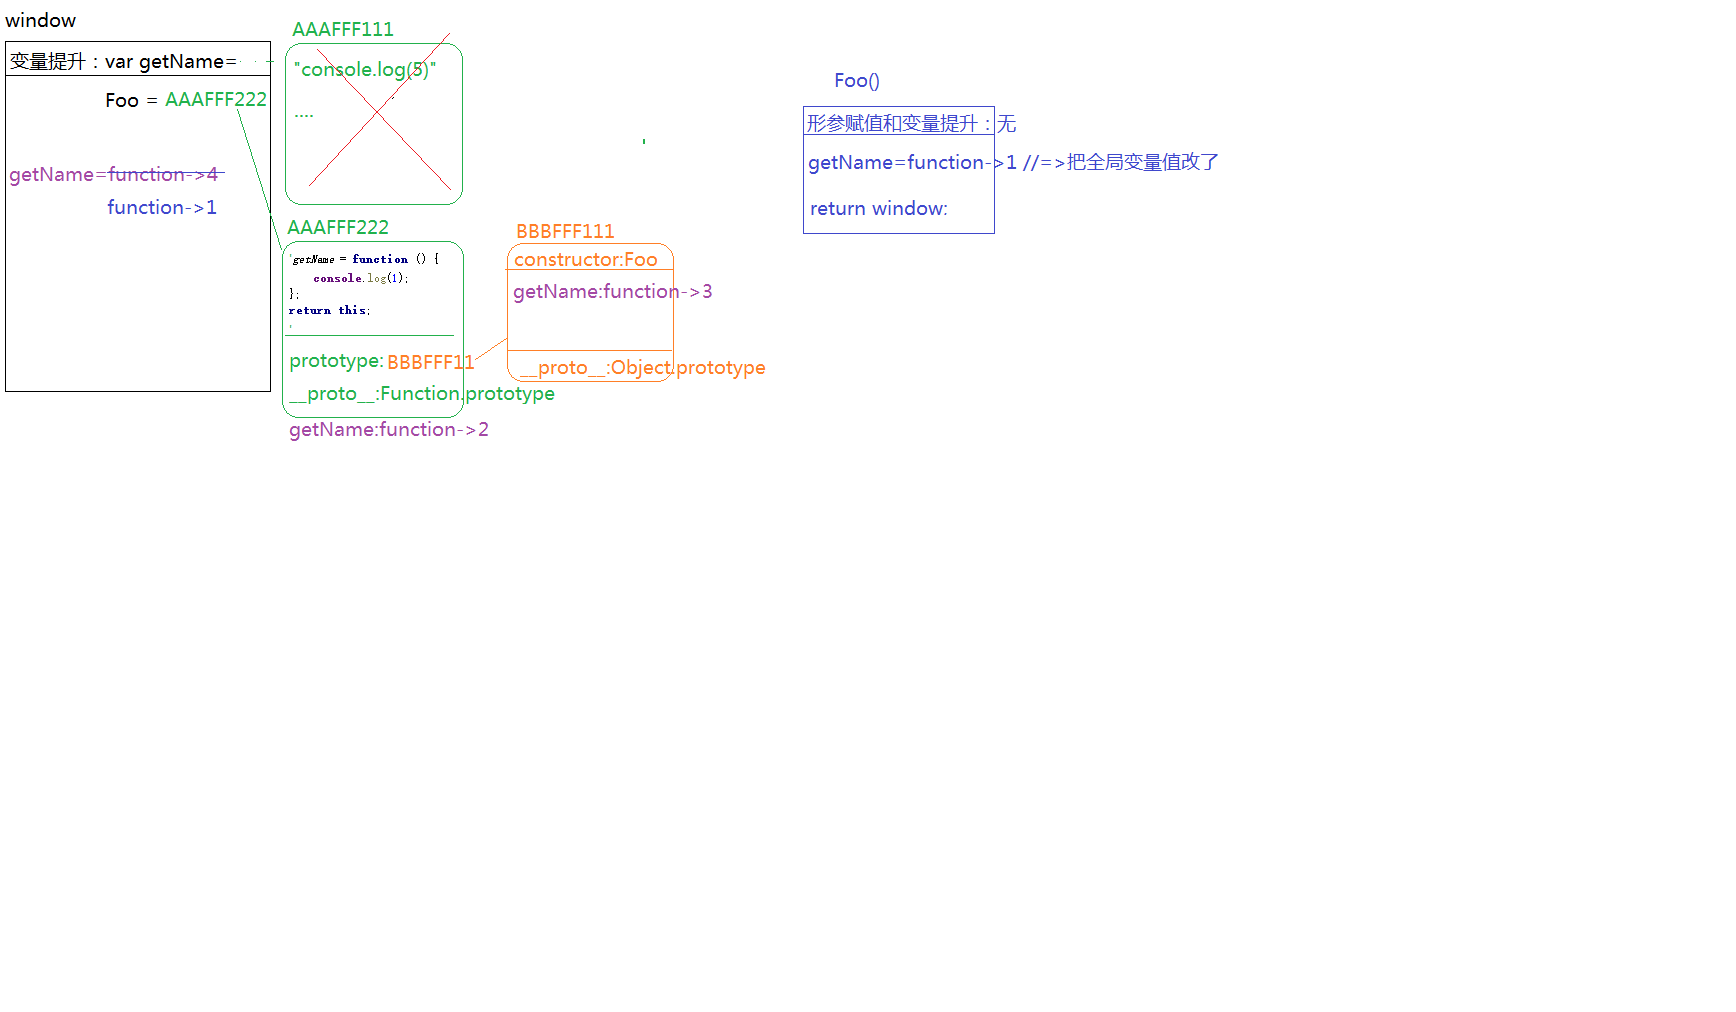 window
变量提升：var getName=
Foo = AAAFFF222
getName=function->4
function->1
AAAFFF111
"console.log(5)"
....
AAAFFF222
'getName = function () {
console.log(1);
};
return this;
'
prototype: BBBFFF11
__proto__:Function.prototype
getName:function->2
BBBFFF111
constructor:Foo
getName:function->3
__proto__:Object.prototype
Foo()
形参赋值和变量提升：无
getName=function->1 //=>把全局变量值改了
return window: